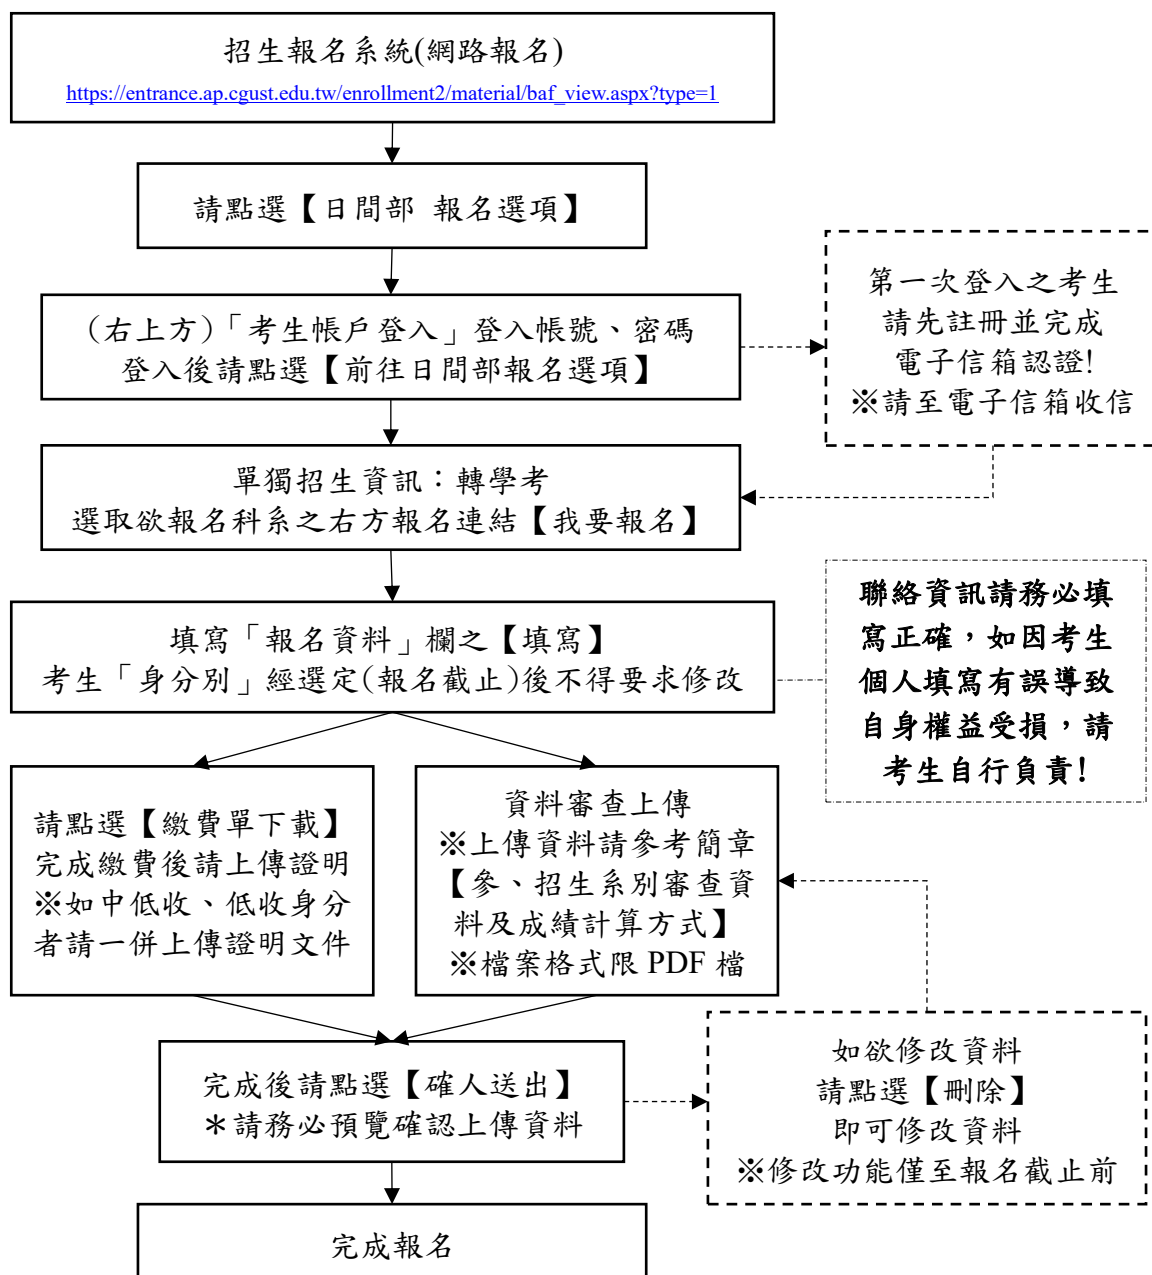 招生報名系統(網路報名)
https://entrance.ap.cgust.edu.tw/enrollment2/material/baf_view.aspx?type=1
請點選【日間部 報名選項】
(右上方)「考生帳戶登入」登入帳號、密碼
登入後請點選【前往日間部報名選項】
第一次登入之考生
請先註冊並完成
電子信箱認證!
※請至電子信箱收信
單獨招生資訊：轉學考
選取欲報名科系之右方報名連結【我要報名】
填寫「報名資料」欄之【填寫】
考生「身分別」經選定(報名截止)後不得要求修改
聯絡資訊請務必填
寫正確，如因考生
個人填寫有誤導致
自身權益受損，請
考生自行負責!
請點選【繳費單下載】
完成繳費後請上傳證明
※如中低收、低收身分
者請一併上傳證明文件
資料審查上傳
※上傳資料請參考簡章
【參、招生系別審查資
料及成績計算方式】
※檔案格式限 PDF 檔
完成後請點選【確人送出】
＊請務必預覽確認上傳資料
如欲修改資料
請點選【刪除】
即可修改資料
※修改功能僅至報名截止前
完成報名